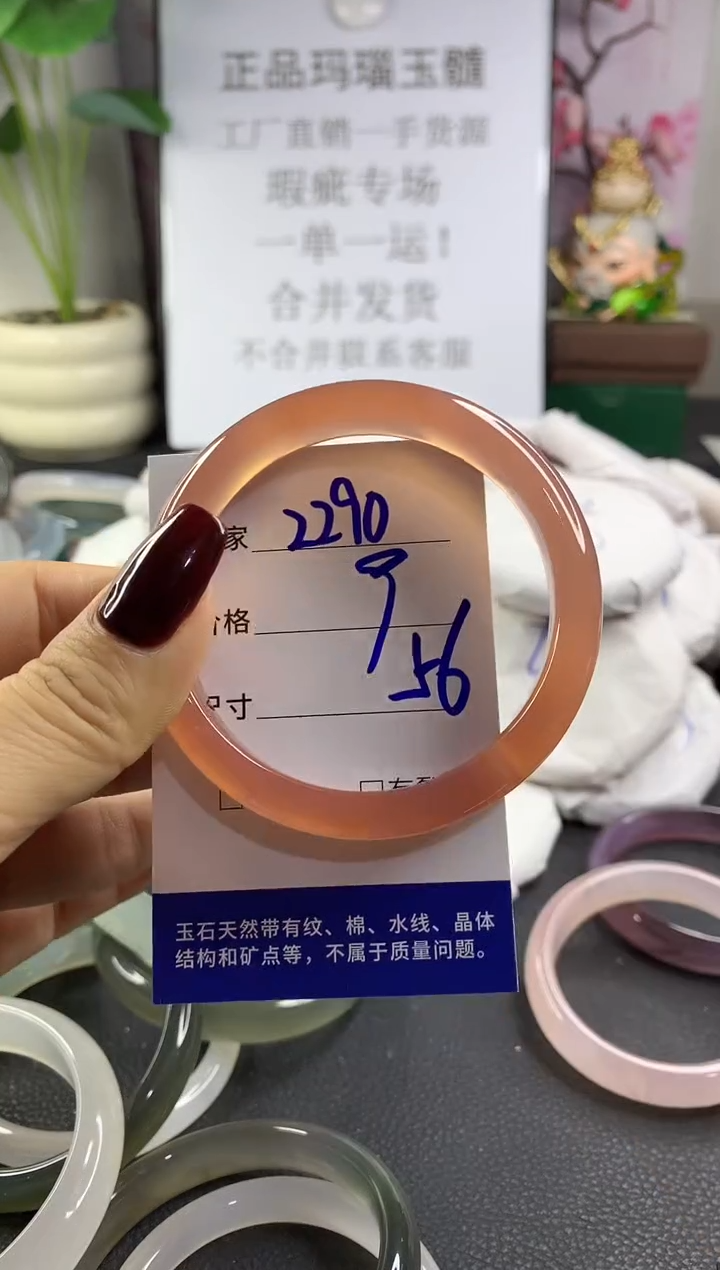 正品玛瑙玉髓
工厂直销一手货源
瑕疵专场
一单一运！
合并发货
不合并联系客服
家 2290
价格
尺寸 56
玉石天然带有纹、棉、水线、晶体
结构和矿点等，不属于质量问题。